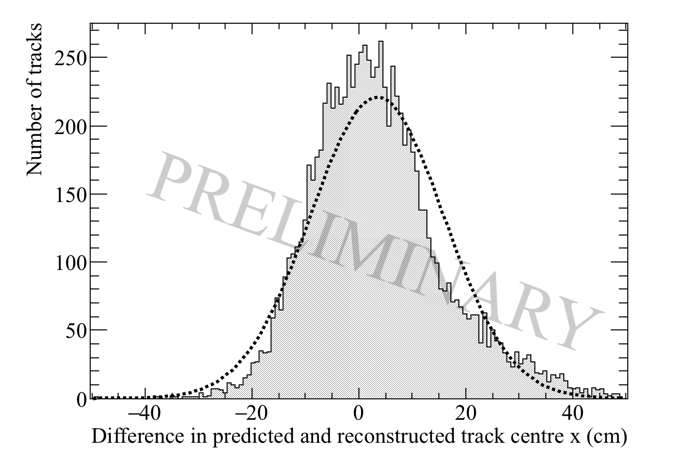 Number of tracks
250
200
150
100
50
0
PRELIMINARY
−40 −20 0 20 40
Difference in predicted and reconstructed track centre x (cm)